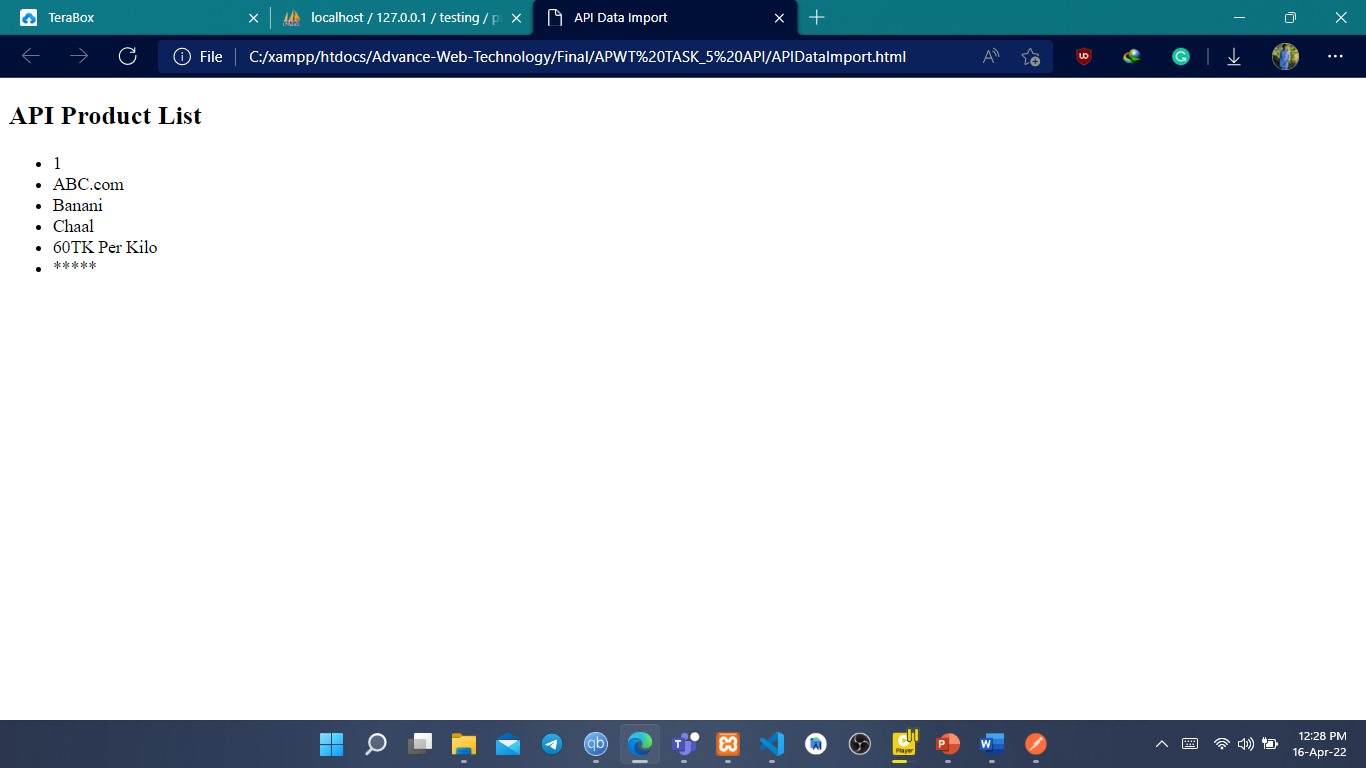 TeraBox
localhost / 127.0.0.1 / testing /
API Data Import
File
C:/xampp/htdocs/Advance-Web-Technology/Final/APWT%20TASK_5%20API/APIDataImport.html
API Product List
1
ABC.com
Banani
Chaal
60TK Per Kilo
*****
12:28 PM
16-Apr-22